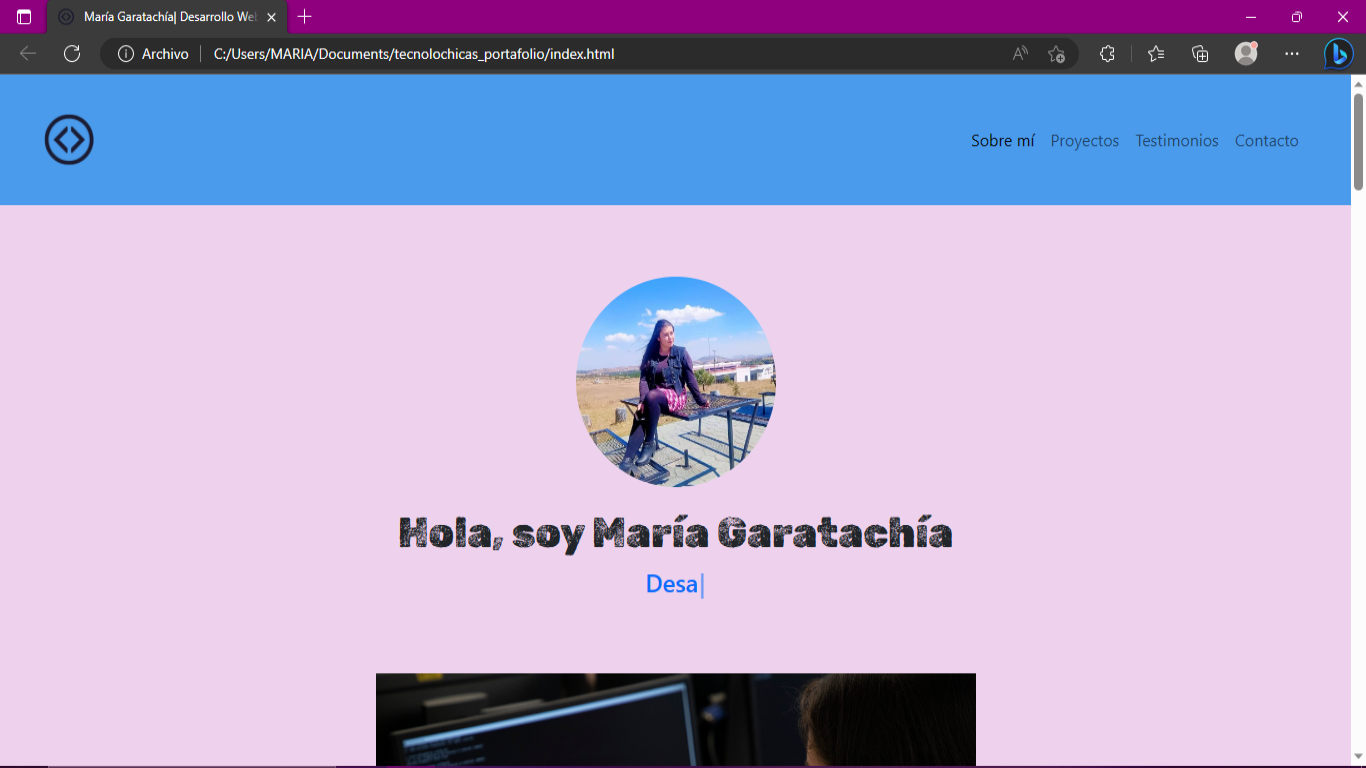 María Garatachía| Desarrollo Web
Archivo
C:/Users/MARIA/Documents/tecnolochicas_portafolio/index.html
Sobre mí Proyectos Testimonios Contacto
Hola, soy María Garatachía
Desa|